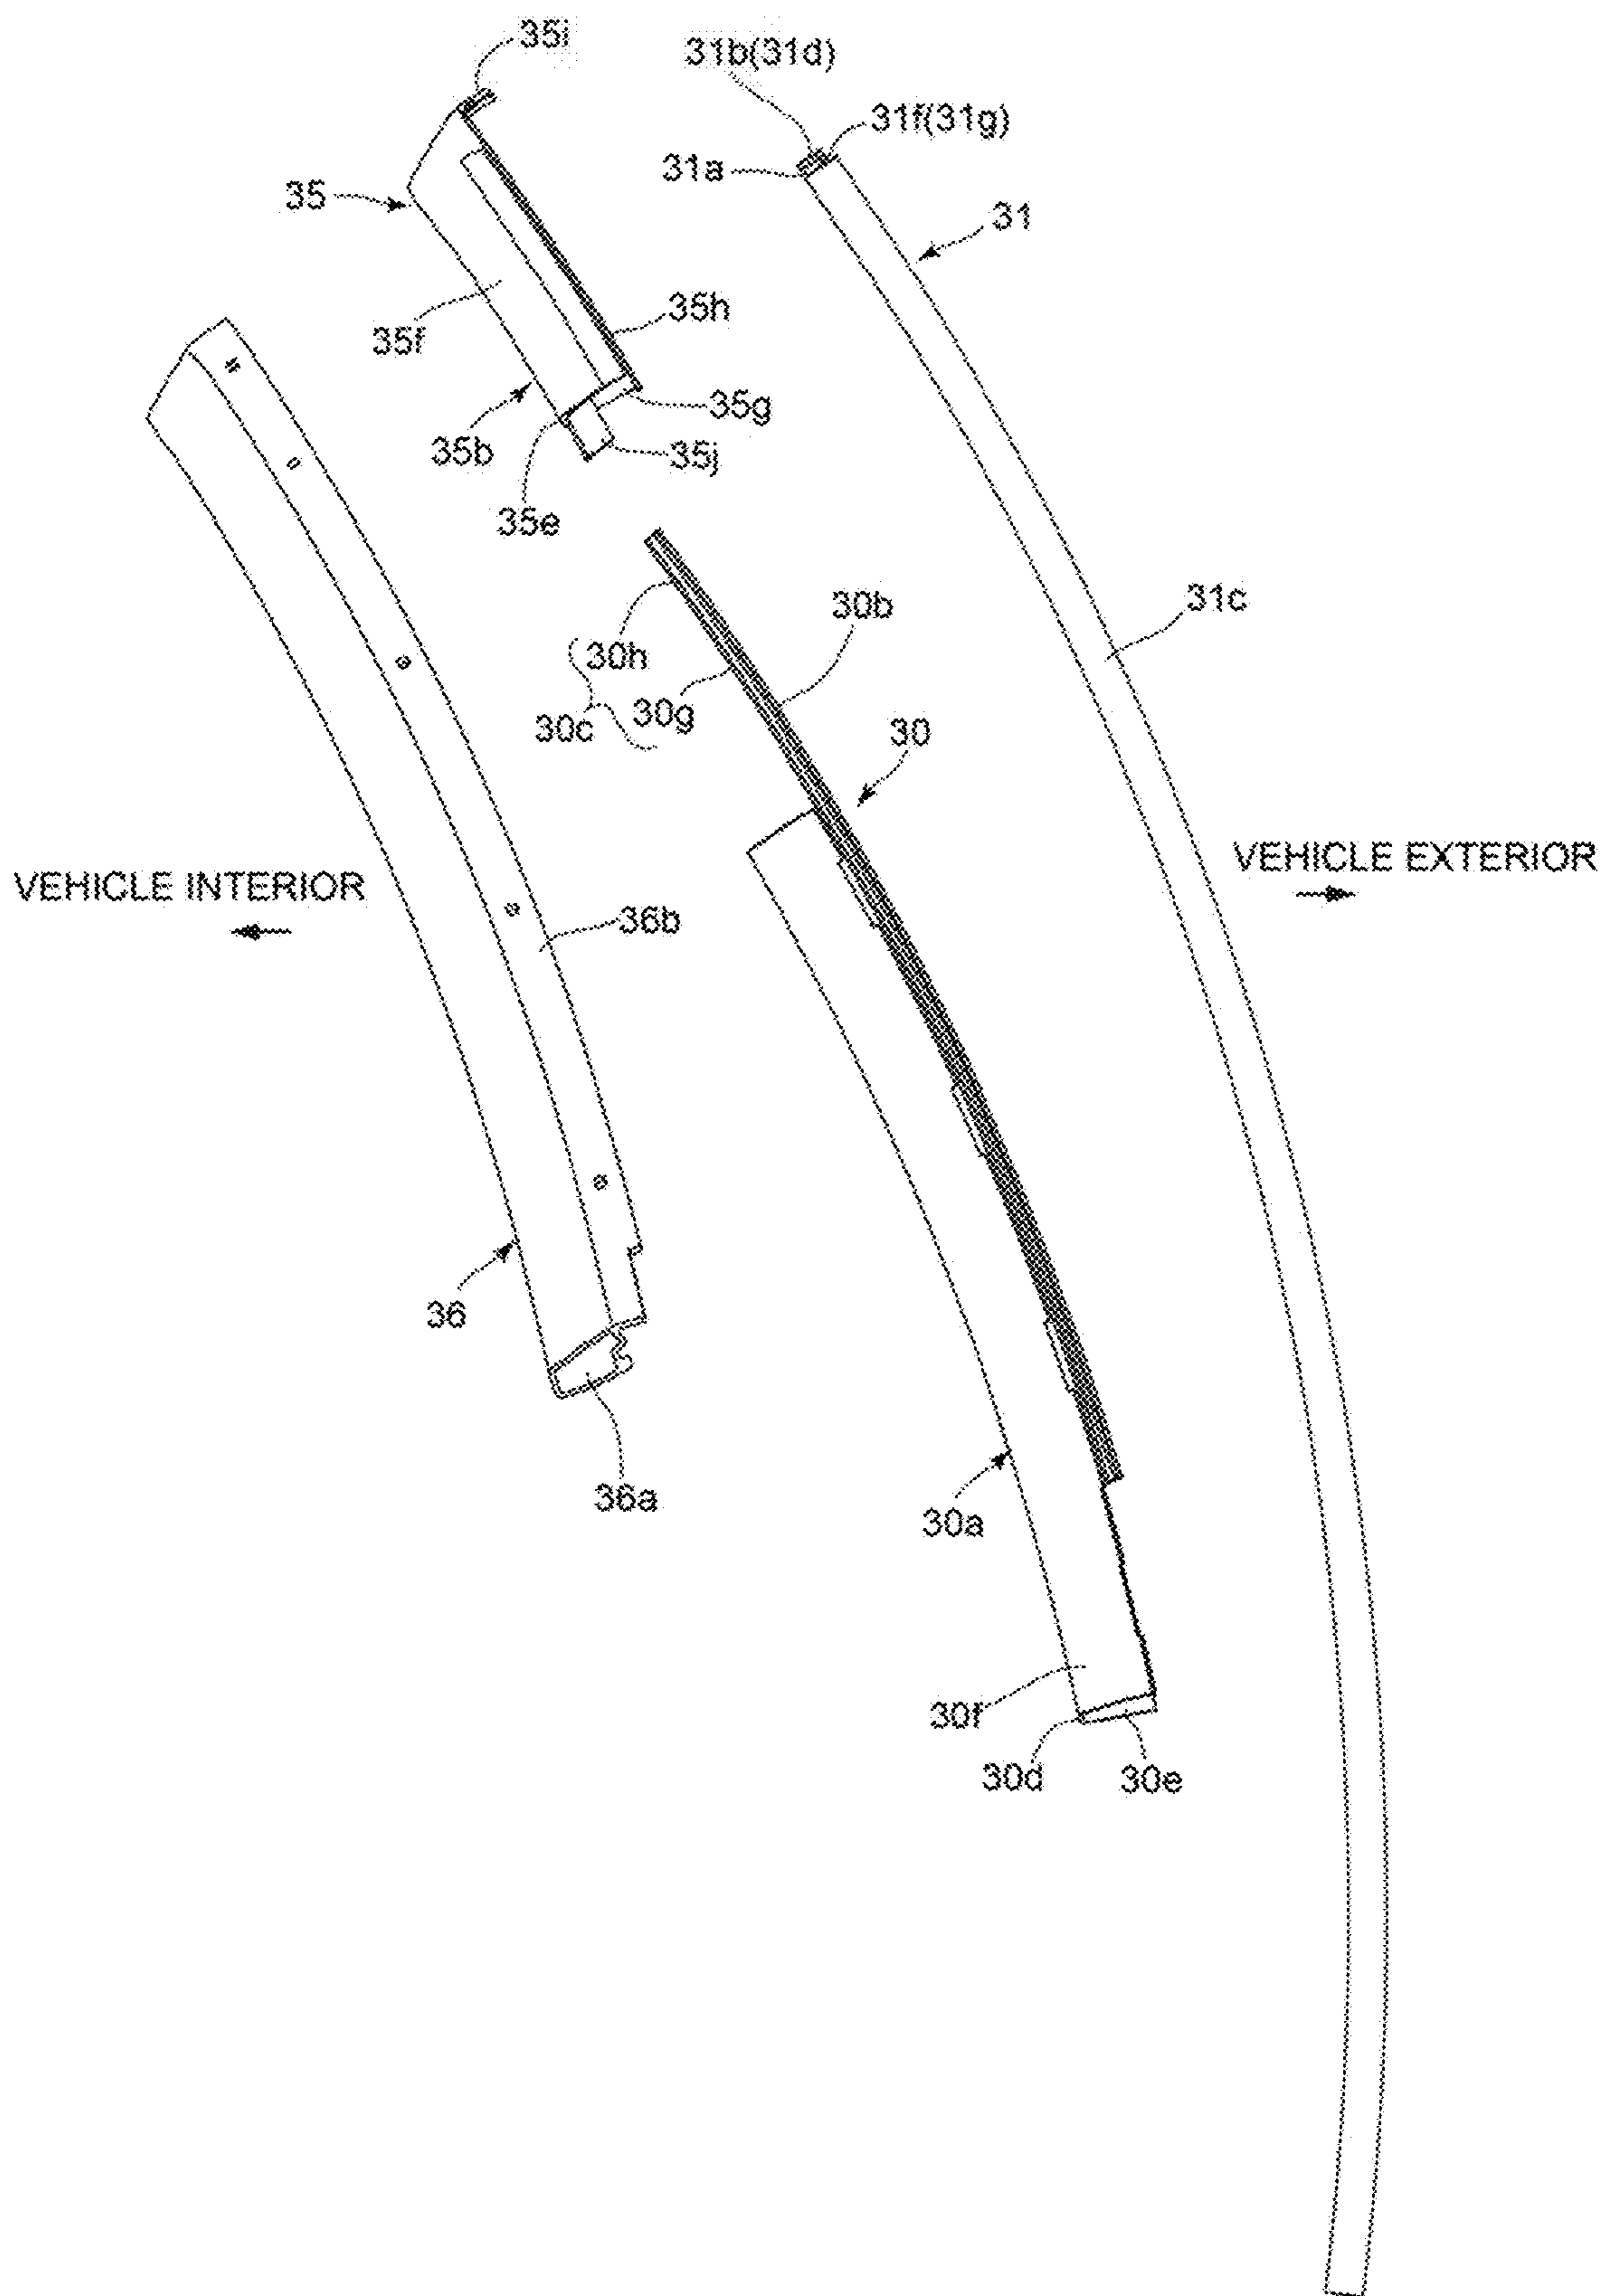 35i
31b(31d)
31f(31g)
31a
35
31
35h
35f
35g
35b
35j
35e
31c
30b
30h
30g
30c
30
VEHICLE EXTERIOR
VEHICLE INTERIOR
36b
36
36a
30a
30f
30d
30e